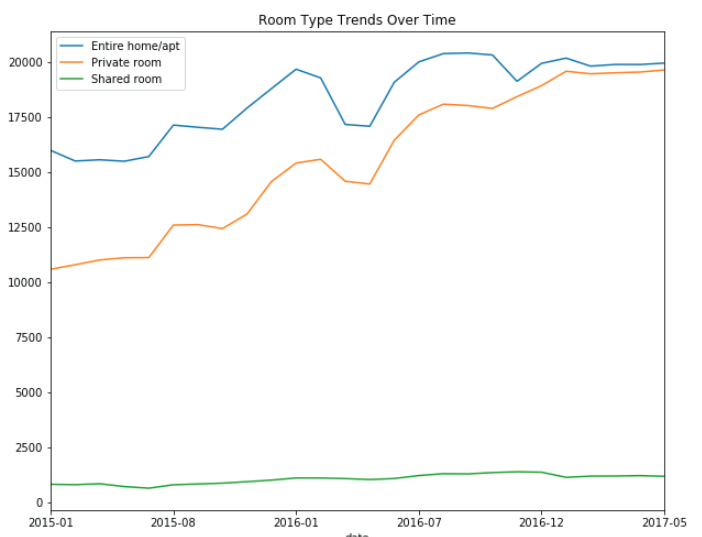 Room Type Trends Over Time
Entire home/apt
Private room
Shared room
20000
17500
15000
12500
10000
7500
5000
2500
0
2015-01 2015-08 2016-01 2016-07 2016-12 2017-05
date